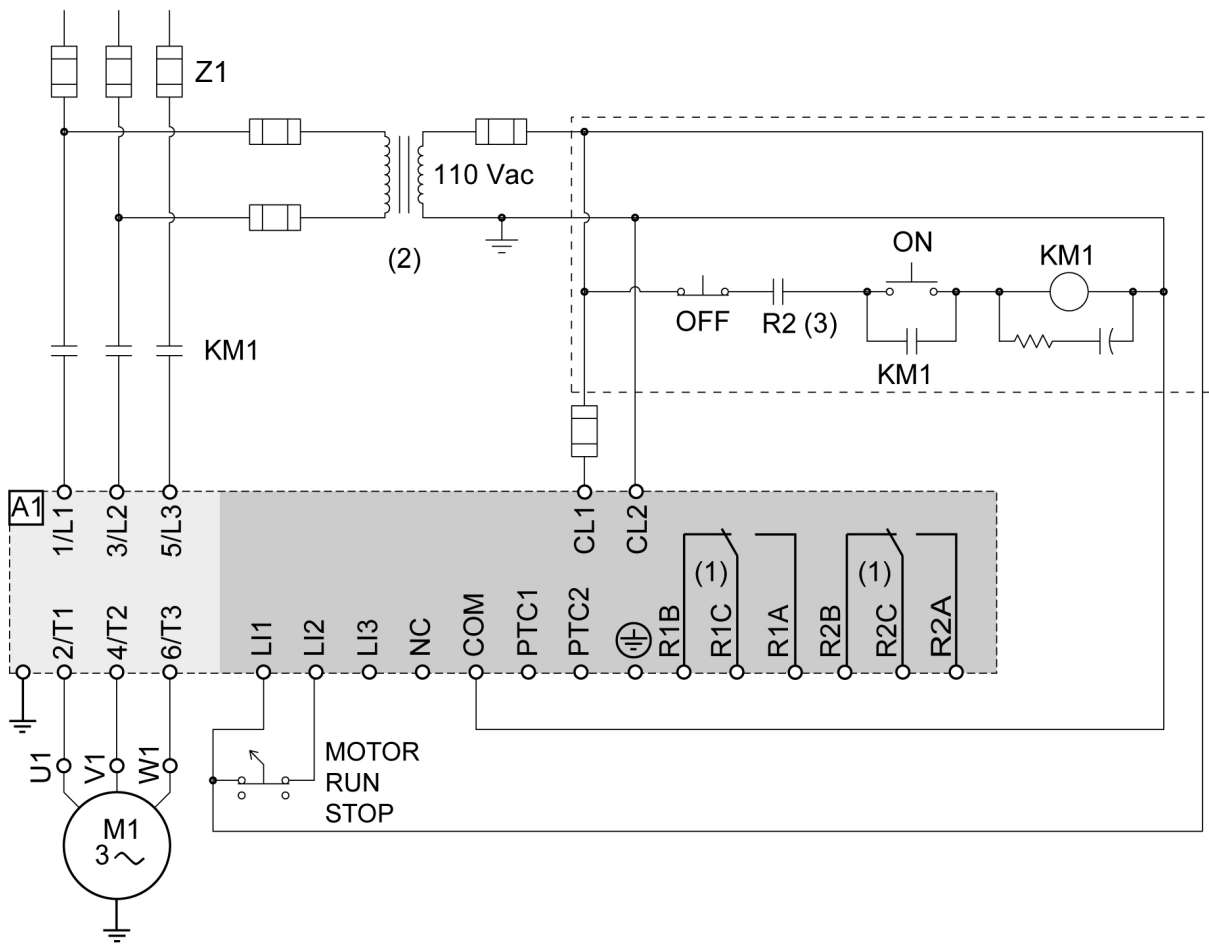 Z1
110 Vac
(2)
ON
KM1
OFF
R2 (3)
KM1
KM1
A1
1/L1
3/L2
5/L3
CL1
CL2
2/T1
4/T2
6/T3
LI1
LI2
LI3
NC
COM
PTC1
PTC2
R1B
(1)
R1C
R1A
R2B
(1)
R2C
R2A
U1
V1
W1
MOTOR
RUN
STOP
M1
3